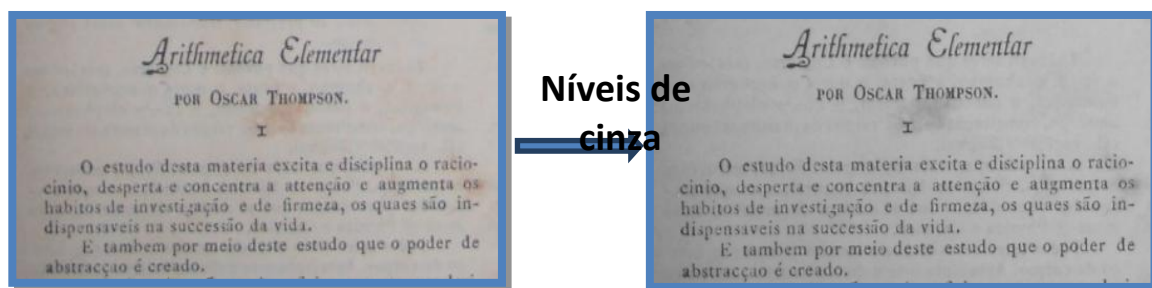 Arithmetica Elementar
POR OSCAR THOMPSON.
I
O estudo desta materia excita e disciplina o racio-
cinio, desperta e concentra a attenção e augmenta os
habitos de investigação e de firmeza, os quaes são in-
dispensaveis na successão da vida.
E tambem por meio deste estudo que o poder de
abstracção é creado.
Níveis de
cinza
Arithmetica Elementar
POR OSCAR THOMPSON.
I
O estudo desta materia excita e disciplina o racio-
cinio, desperta e concentra a attenção e augmenta os
habitos de investigação e de firmeza, os quaes são in-
dispensaveis na successão da vida.
E tambem por meio deste estudo que o poder de
abstracção é creado.